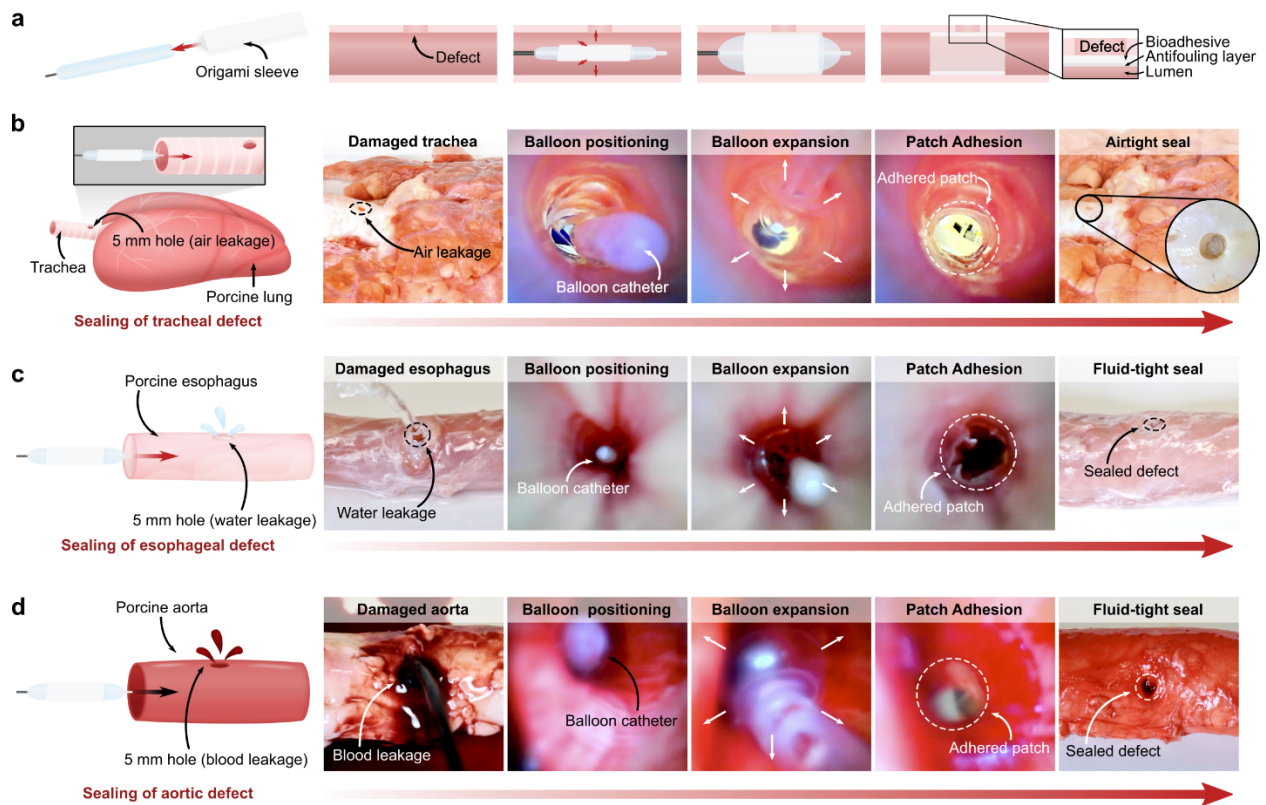 a
Origami sleeve
Defect
Defect
Bioadhesive
Antifouling layer
Lumen
b
5 mm hole (air leakage)
Trachea
Porcine lung
Sealing of tracheal defect
Damaged trachea
Air leakage
Balloon positioning
Balloon catheter
Balloon expansion
Patch Adhesion
Adhered patch
Airtight seal
c
Porcine esophagus
5 mm hole (water leakage)
Sealing of esophageal defect
Damaged esophagus
Water leakage
Balloon positioning
Balloon catheter
Balloon expansion
Patch Adhesion
Adhered patch
Fluid-tight seal
Sealed defect
d
Porcine aorta
5 mm hole (blood leakage)
Sealing of aortic defect
Damaged aorta
Blood leakage
Balloon positioning
Balloon catheter
Balloon expansion
Patch Adhesion
Adhered patch
Fluid-tight seal
Sealed defect